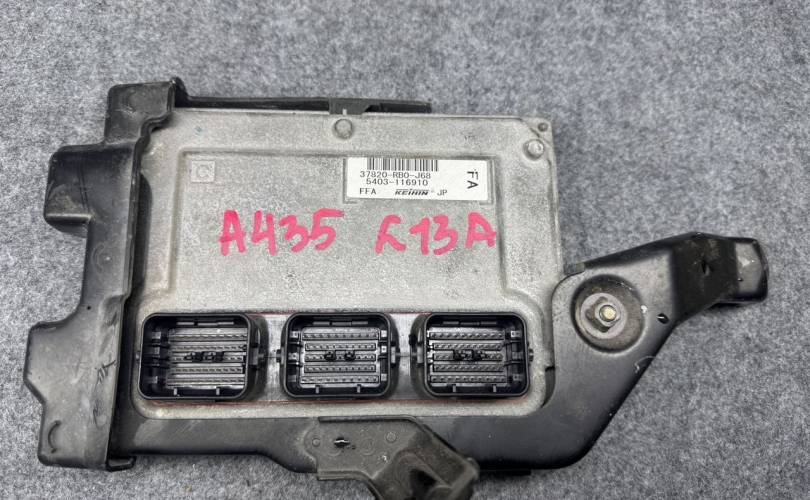 37820-RB0-J68
5403-116910
FFA KEIHIN JP
FA
C
A435 L13A